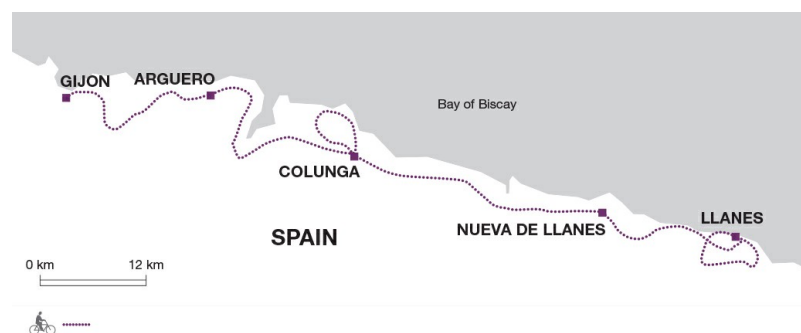 GIJON
ARGUERO
Bay of Biscay
COLUNGA
SPAIN
NUEVA DE LLANES
LLANES
0 km 12 km